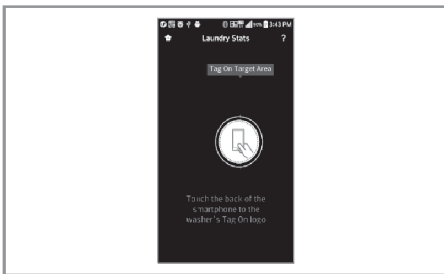 3:43 PM
Laundry Stats ?
Tag On Target Area
Touch the back of the
smartphone to the
washer's Tag On logo